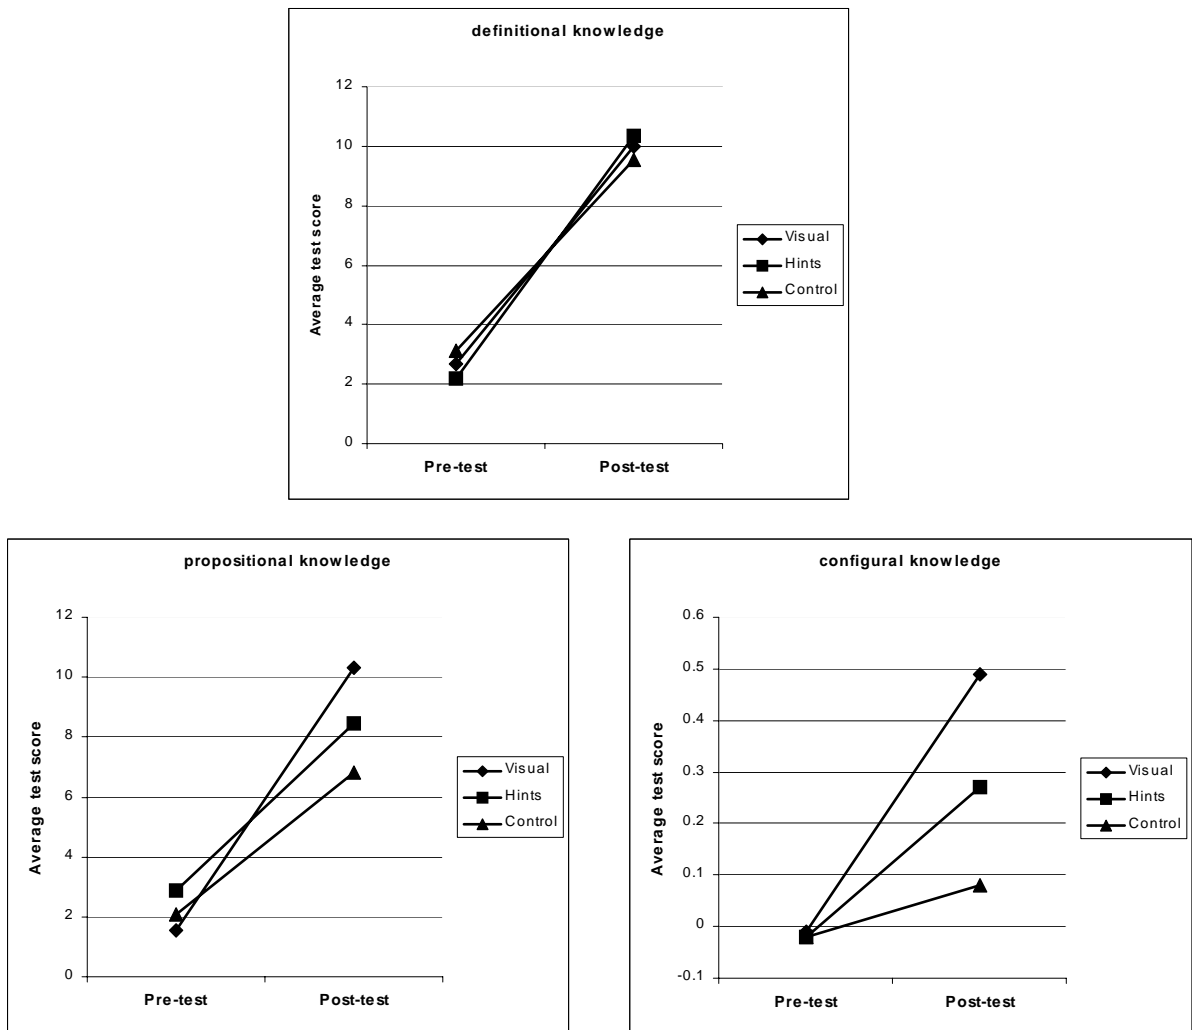 definitional knowledge
12
10
8
6
4
2
0
Average test score
Pre-test
Post-test
Visual
Hints
Control
propositional knowledge
12
10
8
6
4
2
0
Average test score
Pre-test
Post-test
Visual
Hints
Control
configural knowledge
0.6
0.5
0.4
0.3
0.2
0.1
0
-0.1
Average test score
Pre-test
Post-test
Visual
Hints
Control